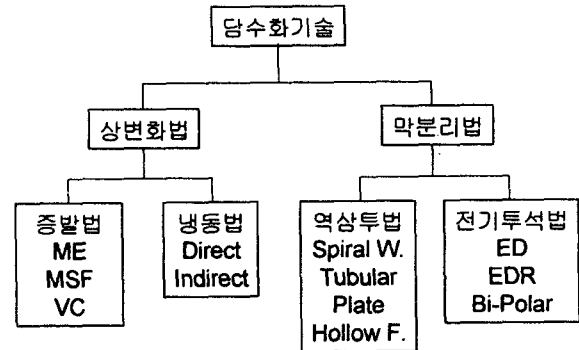 담수화기술
상변화법
막분리법
증발법
ME
MSF
VC
냉동법
Direct
Indirect
역삼투법
Spiral W.
Tubular
Plate
Hollow F.
전기투석법
ED
EDR
Bi-Polar